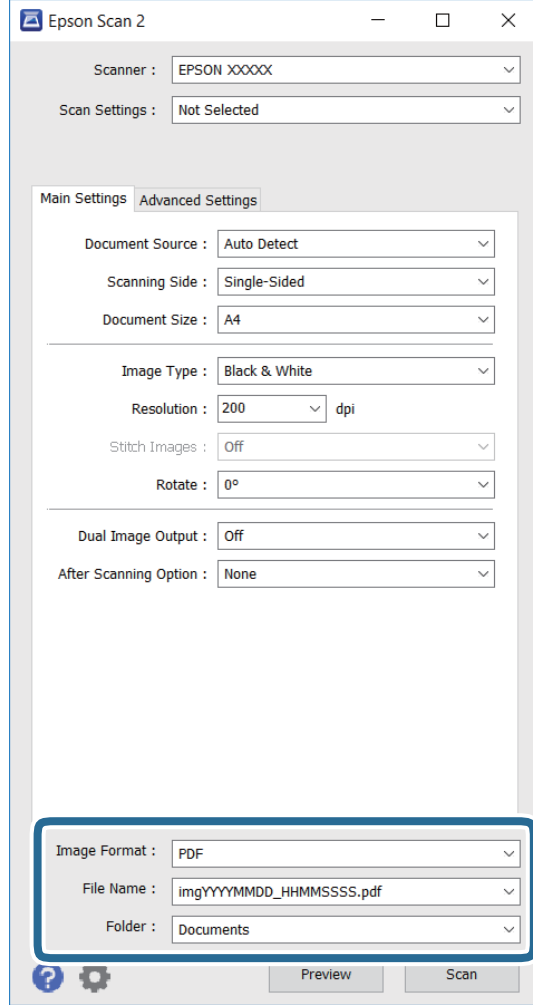 Epson Scan 2
Scanner : EPSON XXXXX
Scan Settings : Not Selected
Main Settings Advanced Settings
Document Source : Auto Detect
Scanning Side : Single-Sided
Document Size : A4
Image Type : Black & White
Resolution : 200 dpi
Stitch Images : Off
Rotate : 0°
Dual Image Output : Off
After Scanning Option : None
Image Format : PDF
File Name : imgYYYYMMDD_HHMMSSSS.pdf
Folder : Documents
? Preview Scan